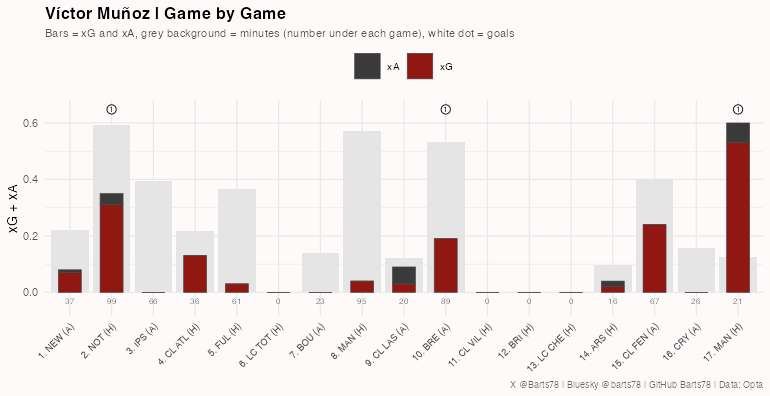 Víctor Muñoz I Game by Game
Bars = xG and xA, grey background = minutes (number under each game), white dot = goals
xA xG
xG + xA
0.6
0.4
0.2
0.0
1 1 1
37 99 66 36 61 0 23 95 20 89 0 0 0 16 67 26 21
1. NEW (A)
2. NOT (H)
3. IPS (A)
4. CL ATL (H)
5. FUL (H)
6. LC TOT (H)
7. BOU (A)
8. MAN (H)
9. CL LAS (A)
10. BRE (A)
11. CL VIL (H)
12. BRI (H)
13. LC CHE (H)
14. ARS (H)
15. CL FEN (A)
16. CRY (A)
17. MAN (H)
X @Barts78 | Bluesky @barts78 | GitHub Barts78 | Data: Opta